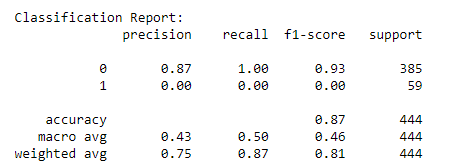 Classification Report:
precision recall f1-score support
0 0.87 1.00 0.93 385
1 0.00 0.00 0.00 59
accuracy 0.87 444
macro avg 0.43 0.50 0.46 444
weighted avg 0.75 0.87 0.81 444